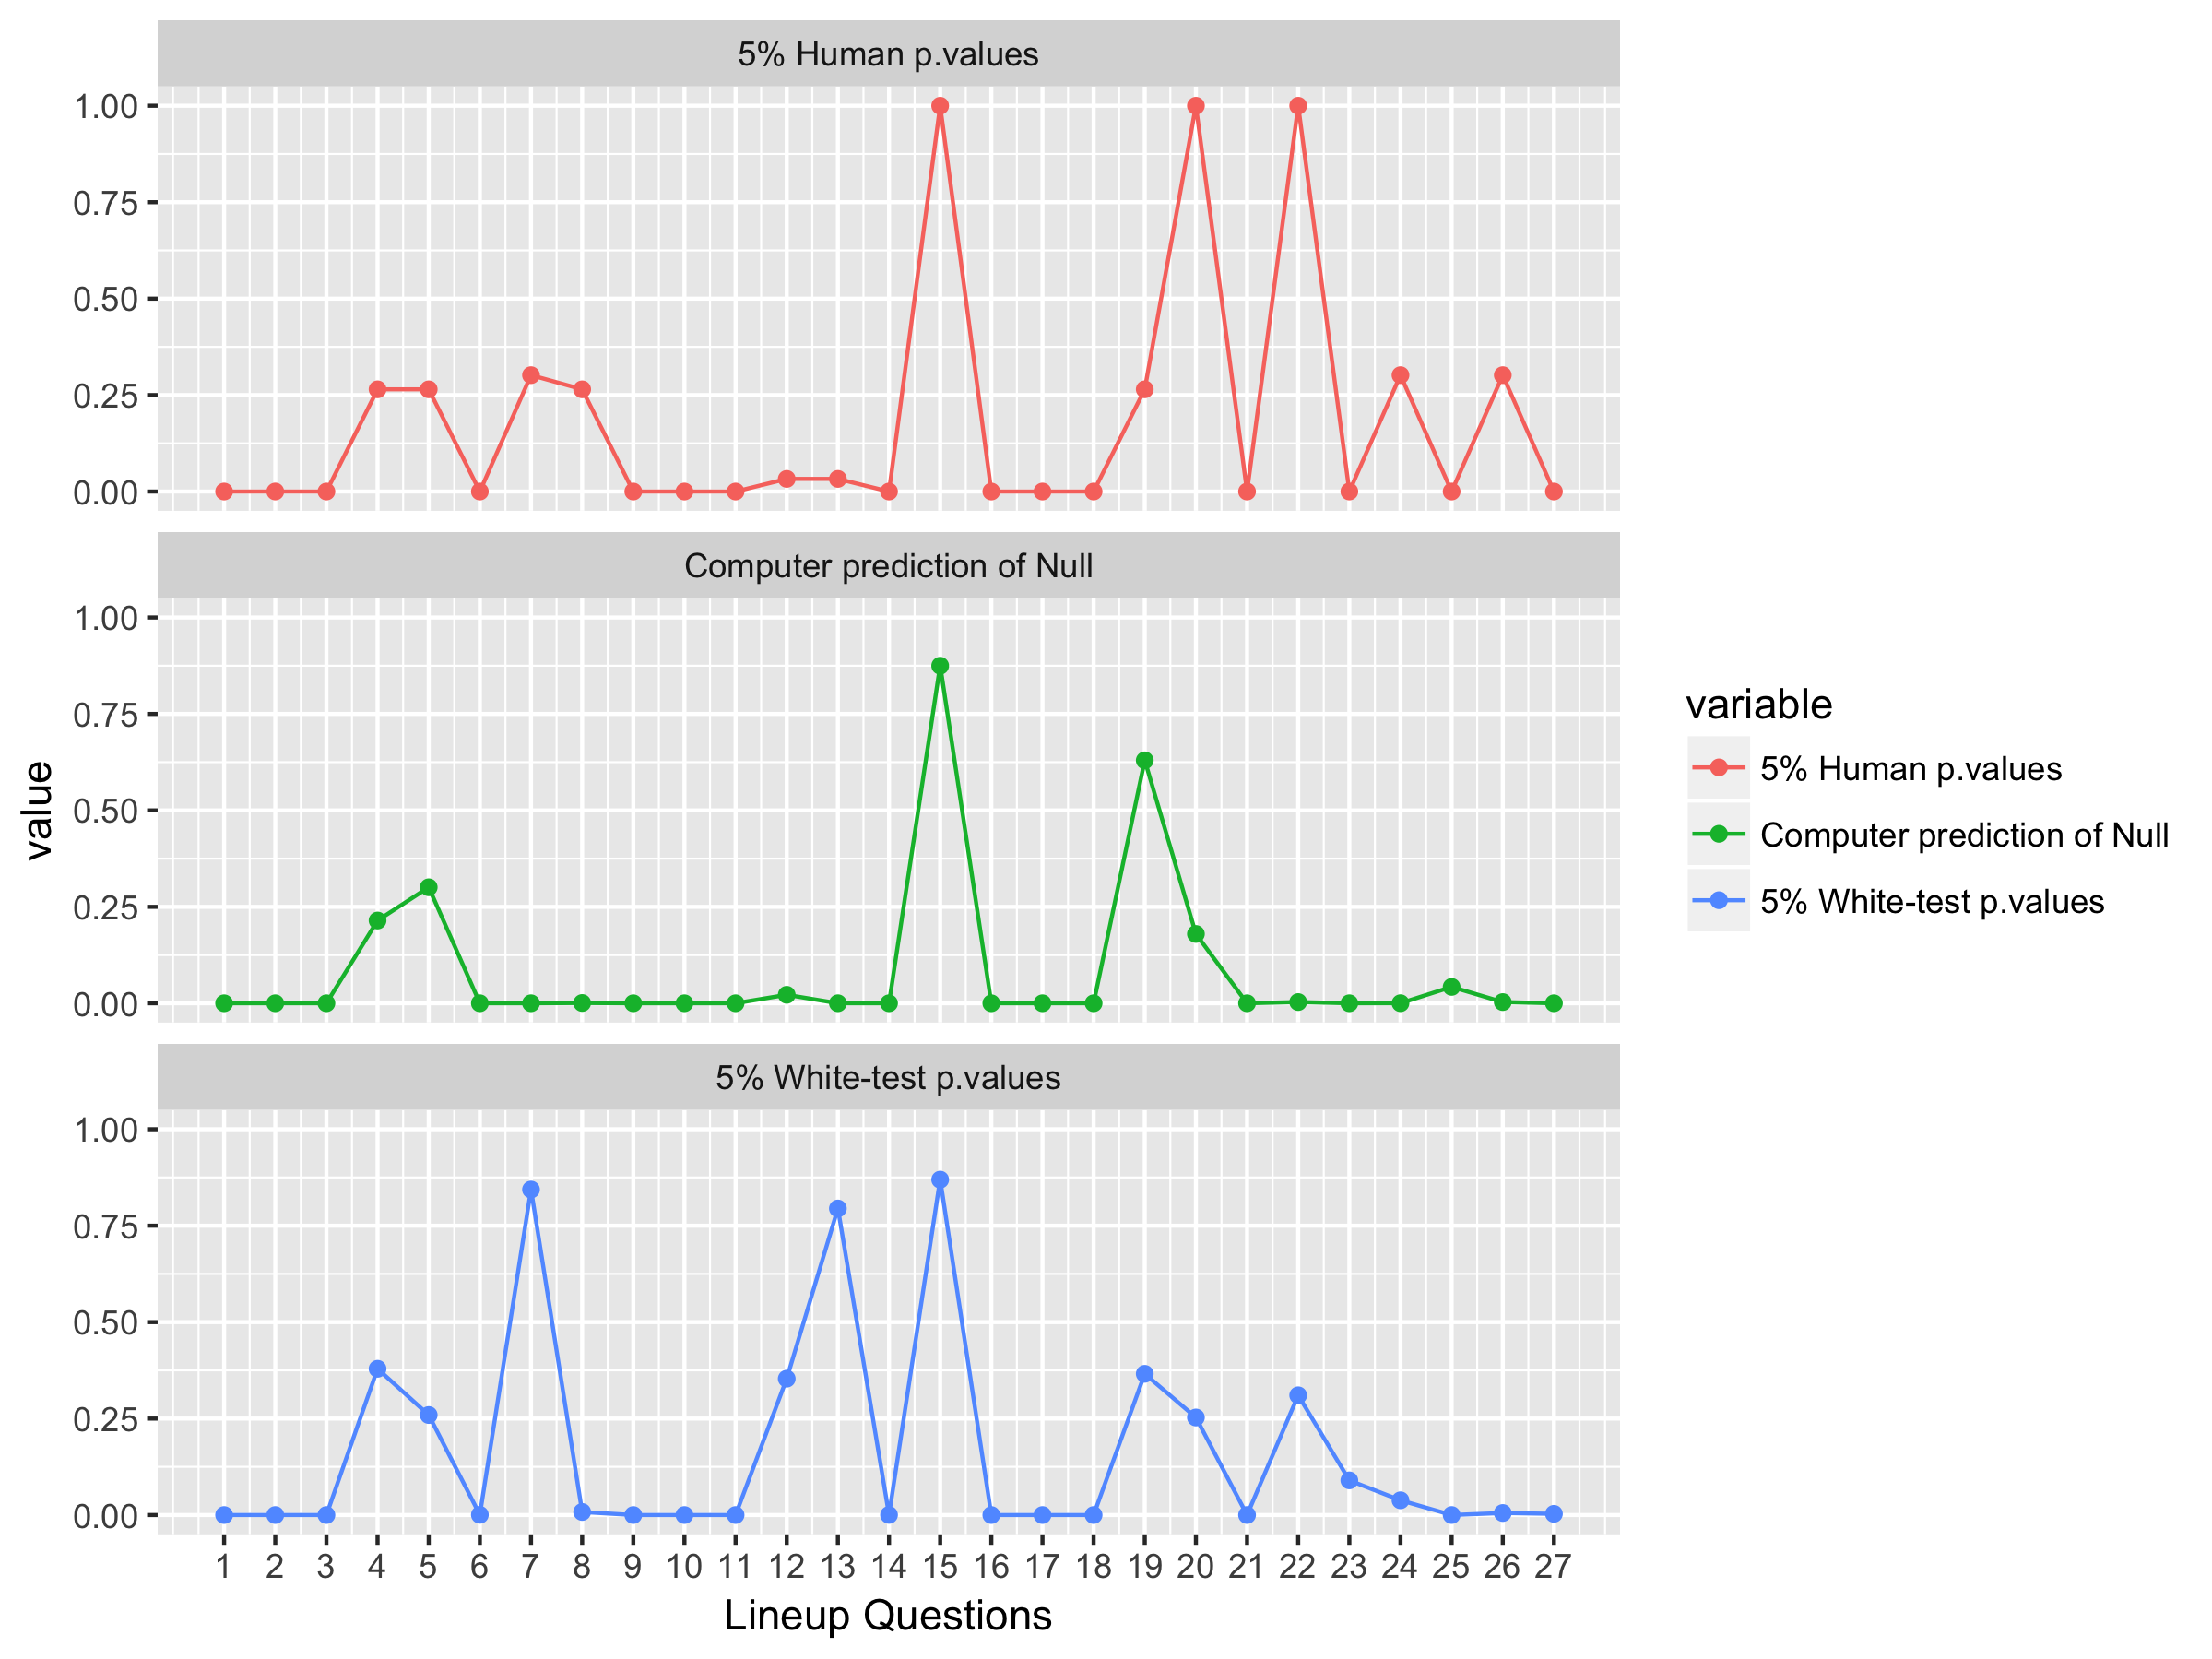 5% Human p.values
1.00
0.75
0.50
0.25
0.00
Computer prediction of Null
1.00
0.75
0.50
0.25
0.00
5% White-test p.values
1.00
0.75
0.50
0.25
0.00
1 2 3 4 5 6 7 8 9 10 11 12 13 14 15 16 17 18 19 20 21 22 23 24 25 26 27
Lineup Questions
value
variable
5% Human p.values
Computer prediction of Null
5% White-test p.values